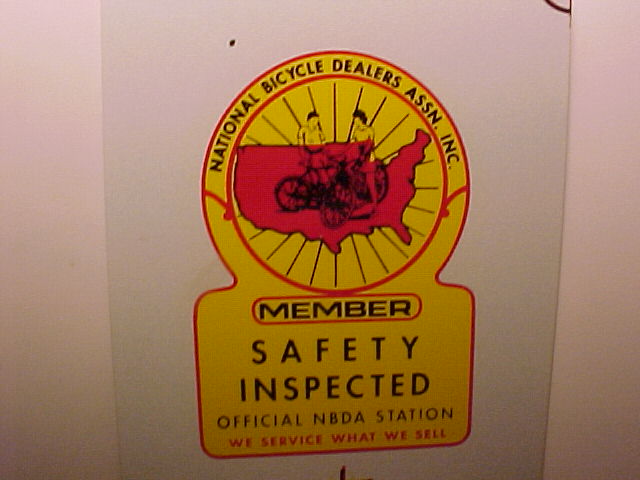 NATIONAL BICYCLE DEALERS ASSN. INC.
MEMBER
SAFETY
INSPECTED
OFFICIAL NBDA STATION
WE SERVICE WHAT WE SELL